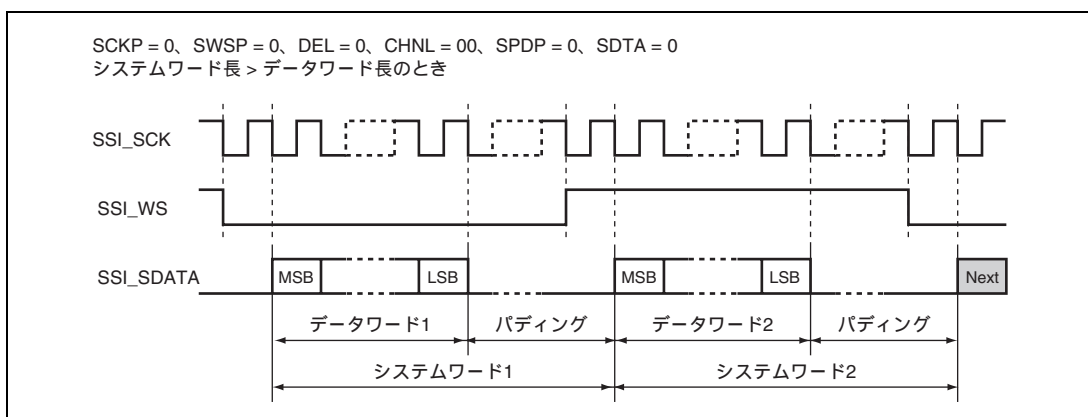 SCKP = 0、SWSP = 0、DEL = 0、CHNL = 00、SPDP = 0、SDTA = 0
システムワード長 > データワード長のとき
SSI_SCK
SSI_WS
SSI_SDATA MSB LSB MSB LSB Next
データワード1 パディング データワード2 パディング
システムワード1 システムワード2